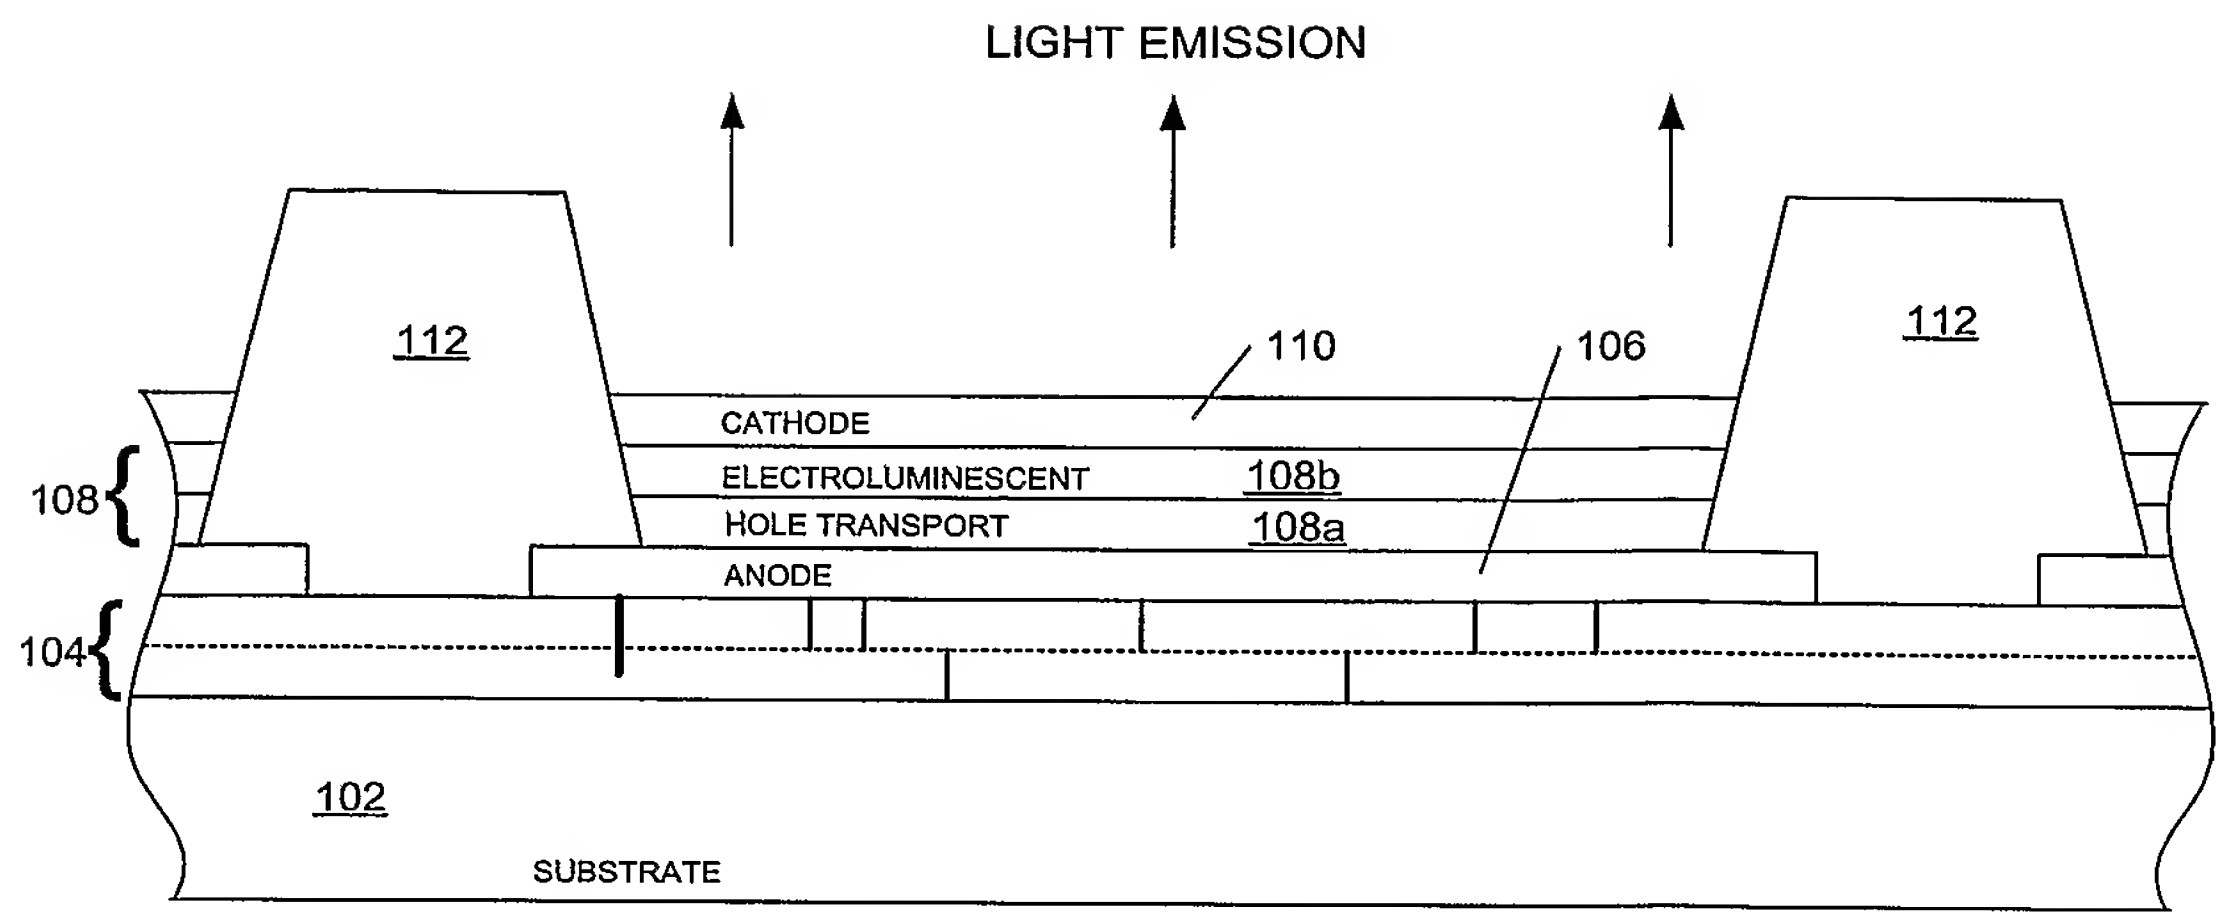 LIGHT EMISSION
112
112
110
106
CATHODE
ELECTROLUMINESCENT 108b
108
HOLE TRANSPORT 108a
ANODE
104
102
SUBSTRATE